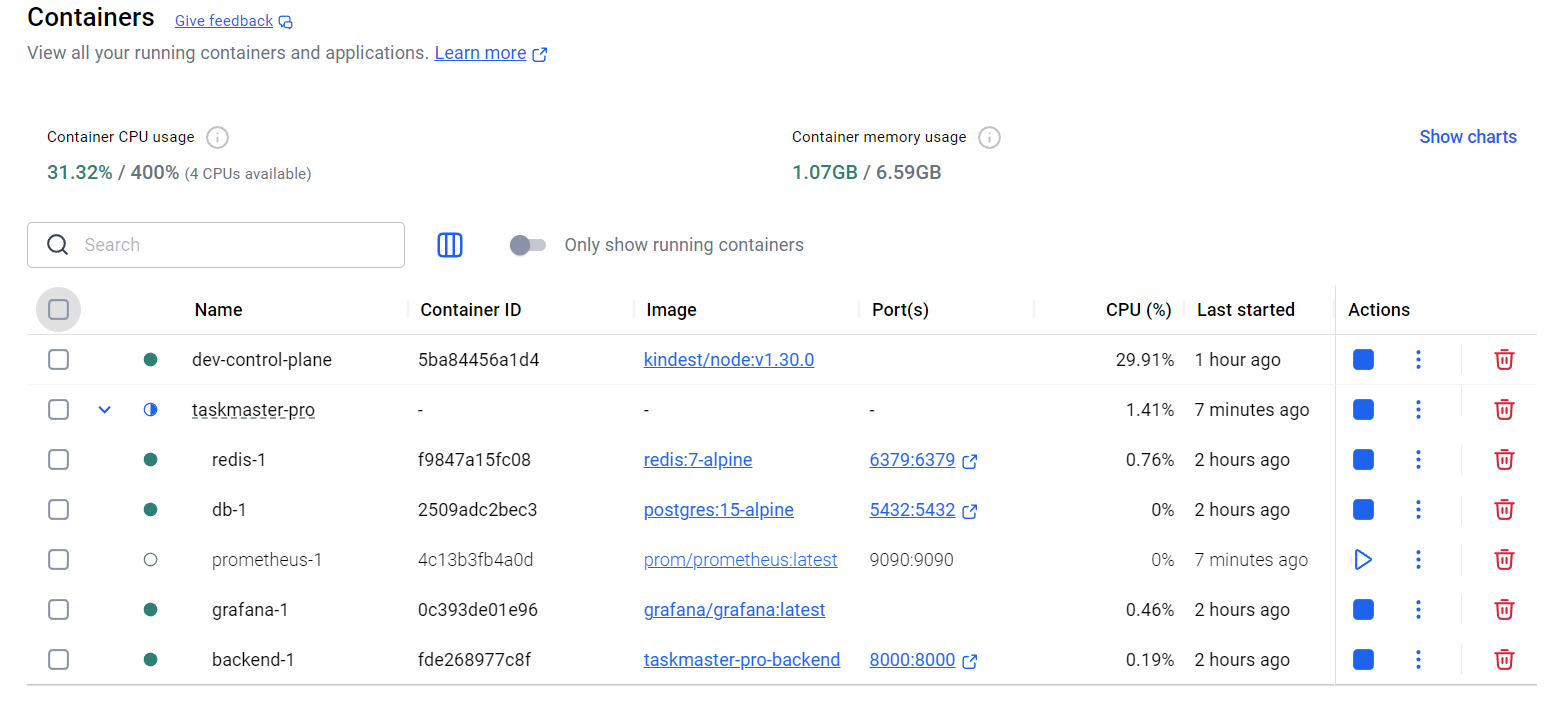 Containers Give feedback
View all your running containers and applications. Learn more
Container CPU usage Container memory usage Show charts
31.32% / 400% (4 CPUs available) 1.07GB / 6.59GB
Search Only show running containers
Name Container ID Image Port(s) CPU (%) Last started Actions
dev-control-plane 5ba84456a1d4 kindest/node:v1.30.0 29.91% 1 hour ago
taskmaster-pro - - - 1.41% 7 minutes ago
redis-1 f9847a15fc08 redis:7-alpine 6379:6379 0.76% 2 hours ago
db-1 2509adc2bec3 postgres:15-alpine 5432:5432 0% 2 hours ago
prometheus-1 4c13b3fb4a0d prom/prometheus:latest 9090:9090 0% 7 minutes ago
grafana-1 0c393de01e96 grafana/grafana:latest 0.46% 2 hours ago
backend-1 fde268977c8f taskmaster-pro-backend 8000:8000 0.19% 2 hours ago